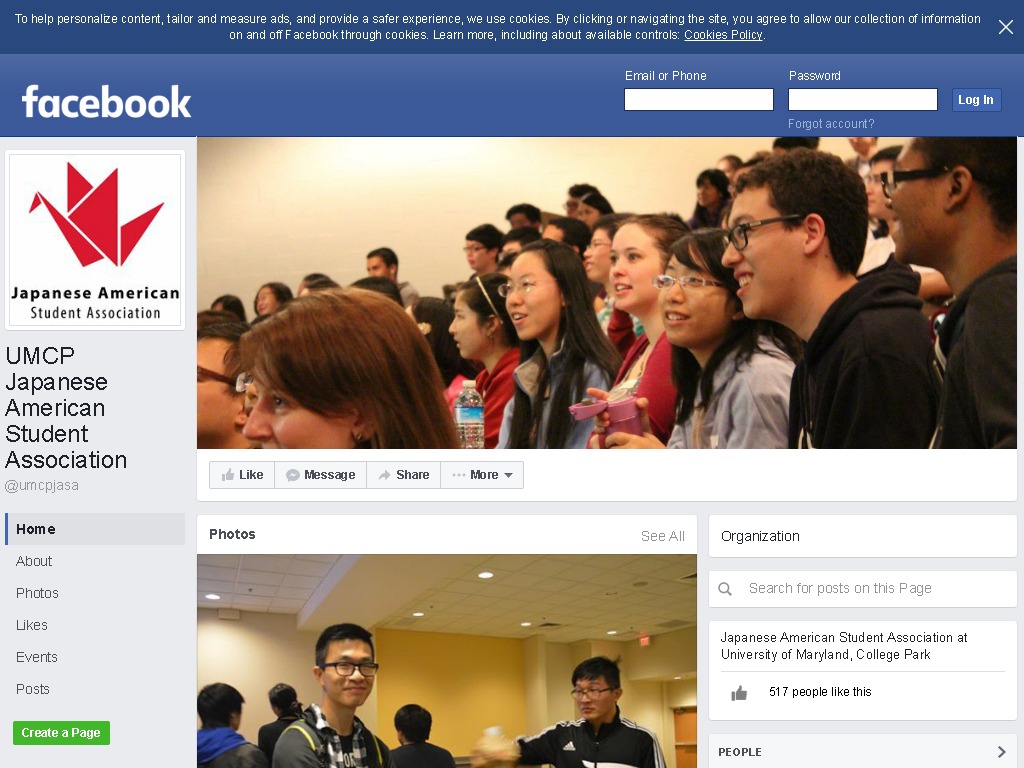 To help personalize content, tailor and measure ads, and provide a safer experience, we use cookies. By clicking or navigating the site, you agree to allow our collection of information
on and off Facebook through cookies. Learn more, including about available controls: Cookies Policy.
facebook
Email or Phone
Password
Log In
Forgot account?
Japanese American
Student Association
UMCP
Japanese
American
Student
Association
@umcpjasa
Home
About
Photos
Likes
Events
Posts
Create a Page
Like
Message
Share
More
Photos
See All
Organization
Search for posts on this Page
Japanese American Student Association at
University of Maryland, College Park
517 people like this
PEOPLE